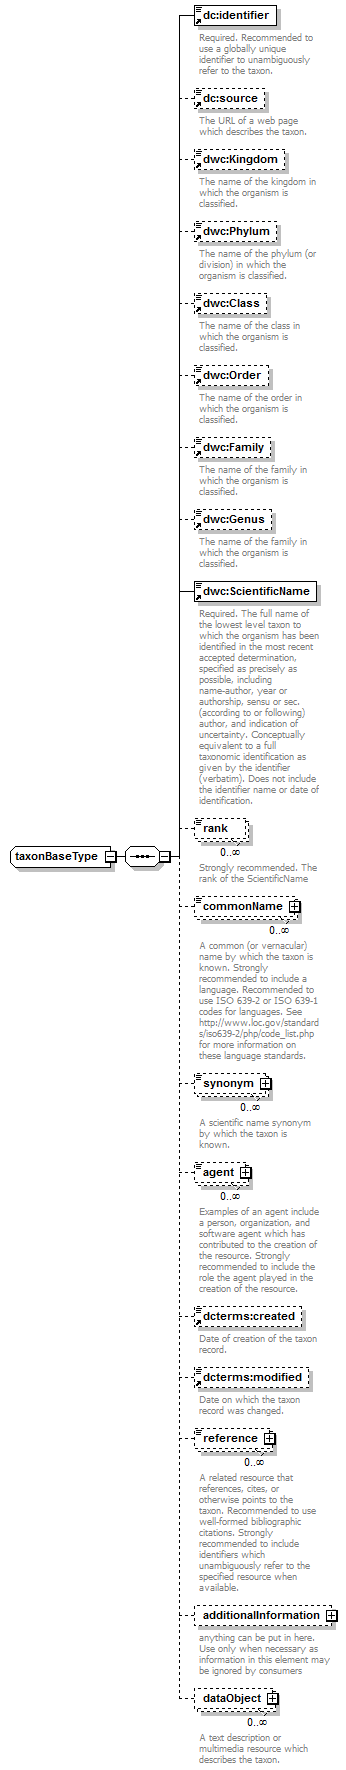 dc:identifier
Required. Recommended to
use a globally unique
identifier to unambiguously
refer to the taxon.
dc:source
The URL of a web page
which describes the taxon.
dwc:Kingdom
The name of the kingdom in
which the organism is
classified.
dwc:Phylum
The name of the phylum (or
division) in which the
organism is classified.
dwc:Class
The name of the class in
which the organism is
classified.
dwc:Order
The name of the order in
which the organism is
classified.
dwc:Family
The name of the family in
which the organism is
classified.
dwc:Genus
The name of the family in
which the organism is
classified.
dwc:ScientificName
Required. The full name of
the lowest level taxon to
which the organism has been
identified in the most recent
accepted determination,
specified as precisely as
possible, including
name-author, year or
authorship, sensu or sec.
(according to or following)
author, and indication of
uncertainty. Conceptually
equivalent to a full
taxonomic identification as
given by the identifier
(verbatim). Does not include
the identifier name or date of
identification.
rank
0..∞
Strongly recommended. The
rank of the ScientificName
taxonBaseType
commonName
0..∞
A common (or vernacular)
name by which the taxon is
known. Strongly
recommended to include a
language. Recommended to
use ISO 639-2 or ISO 639-1
codes for languages. See
http://www.loc.gov/standard
s/iso639-2/php/code_list.php
for more information on
these language standards.
synonym
0..∞
A scientific name synonym
by which the taxon is
known.
agent
0..∞
Examples of an agent include
a person, organization, and
software agent which has
contributed to the creation of
the resource. Strongly
recommended to include the
role the agent played in the
creation of the resource.
dcterms:created
Date of creation of the taxon
record.
dcterms:modified
Date on which the taxon
record was changed.
reference
0..∞
A related resource that
references, cites, or
otherwise points to the
taxon. Recommended to use
well-formed bibliographic
citations. Strongly
recommended to include
identifiers which
unambiguously refer to the
specified resource when
available.
additionalInformation
anything can be put in here.
Use only when necessary as
information in this element may
be ignored by consumers
dataObject
0..∞
A text description or
multimedia resource which
describes the taxon.